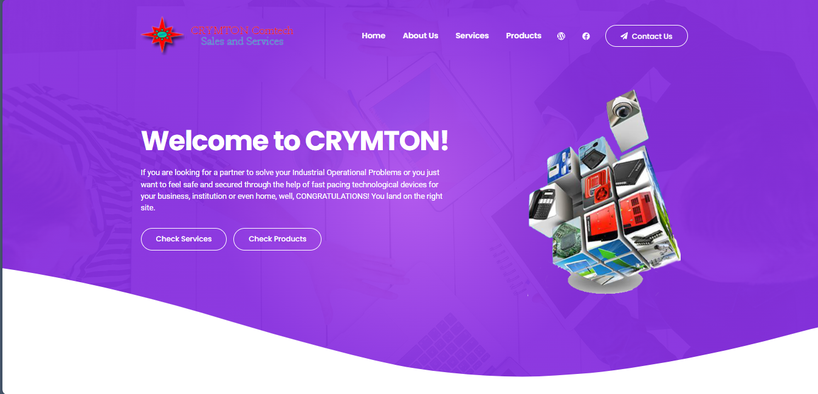 CRYMTON Comtech
Sales and Services
Home
About Us
Services
Products
Contact Us
Welcome to CRYMTON!
If you are looking for a partner to solve your Industrial Operational Problems or you just
want to feel safe and secured through the help of fast pacing technological devices for
your business, institution or even home, well, CONGRATULATIONS! You land on the right
site.
Check Services
Check Products